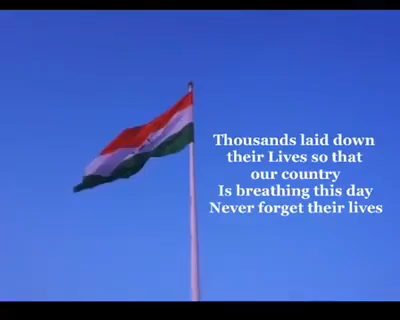 Thousands laid down
their Lives so that
our country
Is breathing this day
Never forget their lives